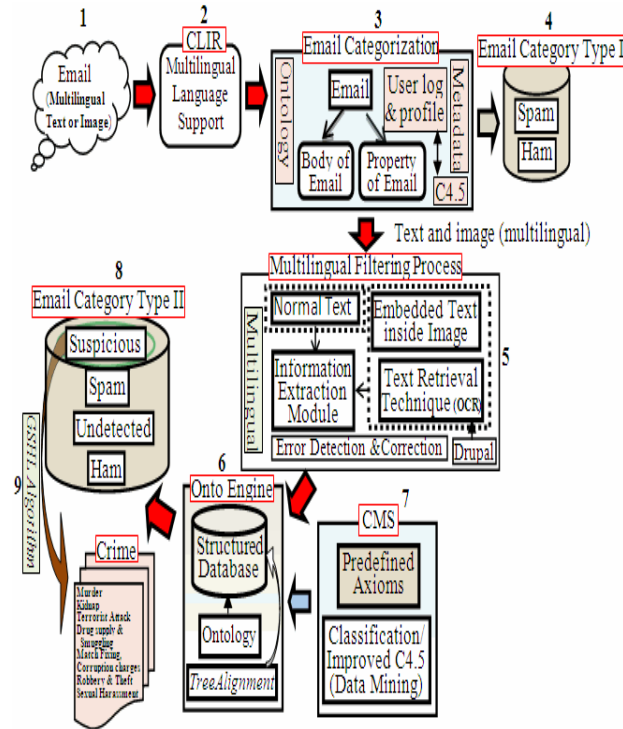 1
Email
(Multilingual
Text or Image)
2
CLIR
Multilingual
Language
Support
3
Email Categorization
Ontology
Email
Body of
Email
Property
of Email
User log
& profile
Metadata
C4.5
4
Email Category Type I
Spam
Ham
Text and image (multilingual)
Multilingual Filtering Process
Multilingual
Normal Text
Information
Extraction
Module
Embedded Text
inside Image
Text Retrieval
Technique (OCR)
5
Error Detection &Correction
Drupal
8
Email Category Type II
Suspicious
Spam
Undetected
Ham
9
GSHL Algorithm
Crime
Murder
Kidnap
Terrorist Attack
Drug supply &
Smuggling
Match Fixing,
Corruption charges
Robbery & Theft
Sexual Harassment
6
Onto Engine
Structured
Database
Ontology
TreeAlignment
7
CMS
Predefined
Axioms
Classification/
Improved C4.5
(Data Mining)